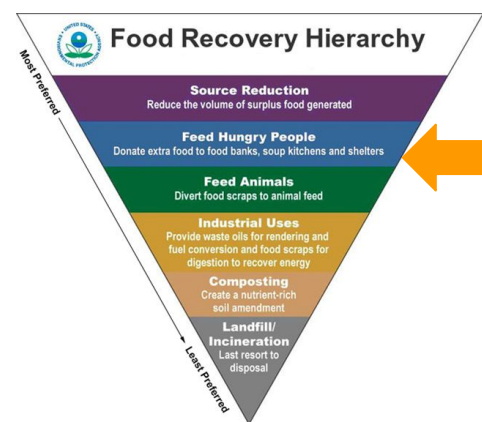 Food Recovery Hierarchy
Most Preferred
Source Reduction
Reduce the volume of surplus food generated
Feed Hungry People
Donate extra food to food banks, soup kitchens and shelters
Feed Animals
Divert food scraps to animal feed
Industrial Uses
Provide waste oils for rendering and
fuel conversion and food scraps for
digestion to recover energy
Composting
Create a nutrient-rich
soil amendment
Landfill/
Incineration
Last resort to
disposal
Least Preferred